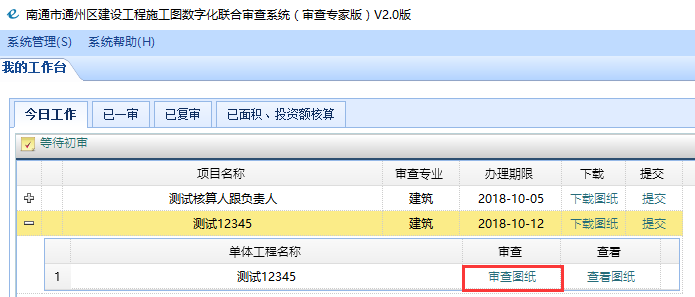 南通市通州区建设工程施工图数字化联合审查系统（审查专家版）V2.0版
系统管理(S) 系统帮助(H)
我的工作台
今日工作 已一审 已复审 已面积、投资额核算
等待初审
项目名称 审查专业 办理期限 下载 提交
测试核算人跟负责人 建筑 2018-10-05 下载图纸 提交
测试12345 建筑 2018-10-12 下载图纸 提交
单体工程名称 审查 查看
1 测试12345 审查图纸 查看图纸